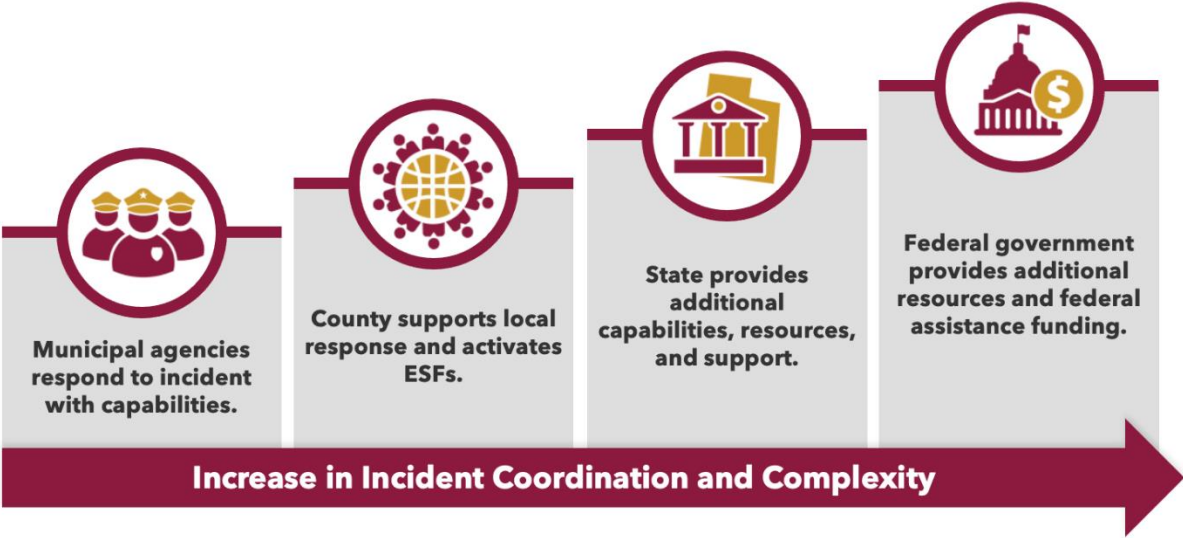 Municipal agencies
respond to incident
with capabilities.
County supports local
response and activates
ESFs.
State provides
additional
capabilities, resources,
and support.
Federal government
provides additional
resources and federal
assistance funding.
Increase in Incident Coordination and Complexity
$